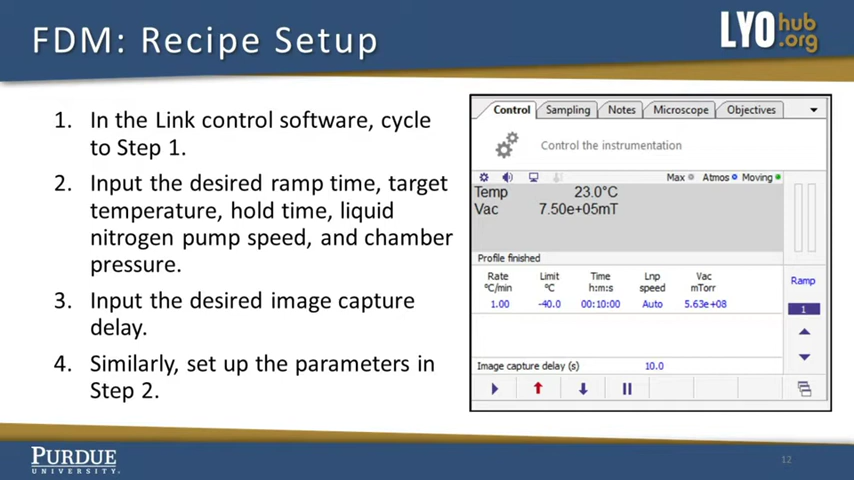 FDM: Recipe Setup
LYO hub
.org
1. In the Link control software, cycle
to Step 1.
2. Input the desired ramp time, target
temperature, hold time, liquid
nitrogen pump speed, and chamber
pressure.
3. Input the desired image capture
delay.
4. Similarly, set up the parameters in
Step 2.
Control Sampling Notes Microscope Objectives
Control the instrumentation
Max Atmos Moving
Temp 23.0°C
Vac 7.50e+05mT
Profile finished
Rate Limit Time Lnp Vac
°C/min °C h:m:s speed mTorr
1.00 -40.0 00:10:00 Auto 5.63e+08
Ramp
1
Image capture delay (s) 10.0
PURDUE
UNIVERSITY
12